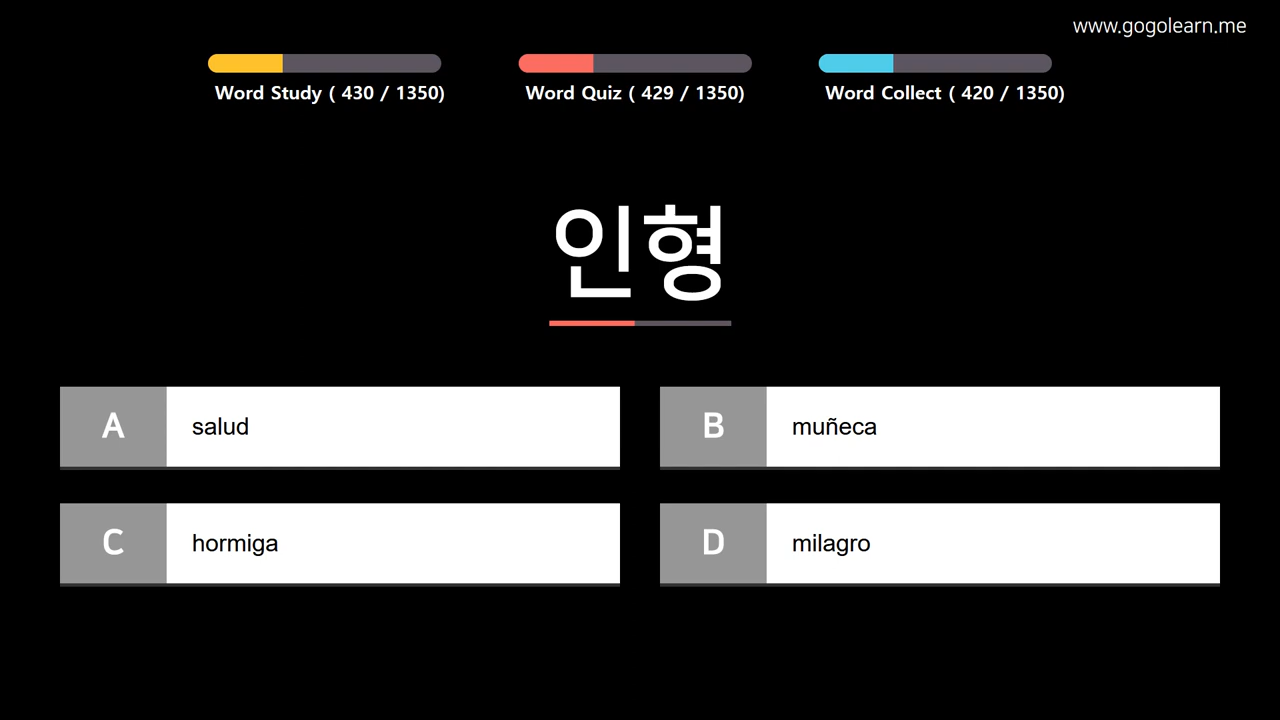 www.gogolearn.me
Word Study ( 430 / 1350)
Word Quiz ( 429 / 1350)
Word Collect ( 420 / 1350)
인형
A salud
B muñeca
C hormiga
D milagro